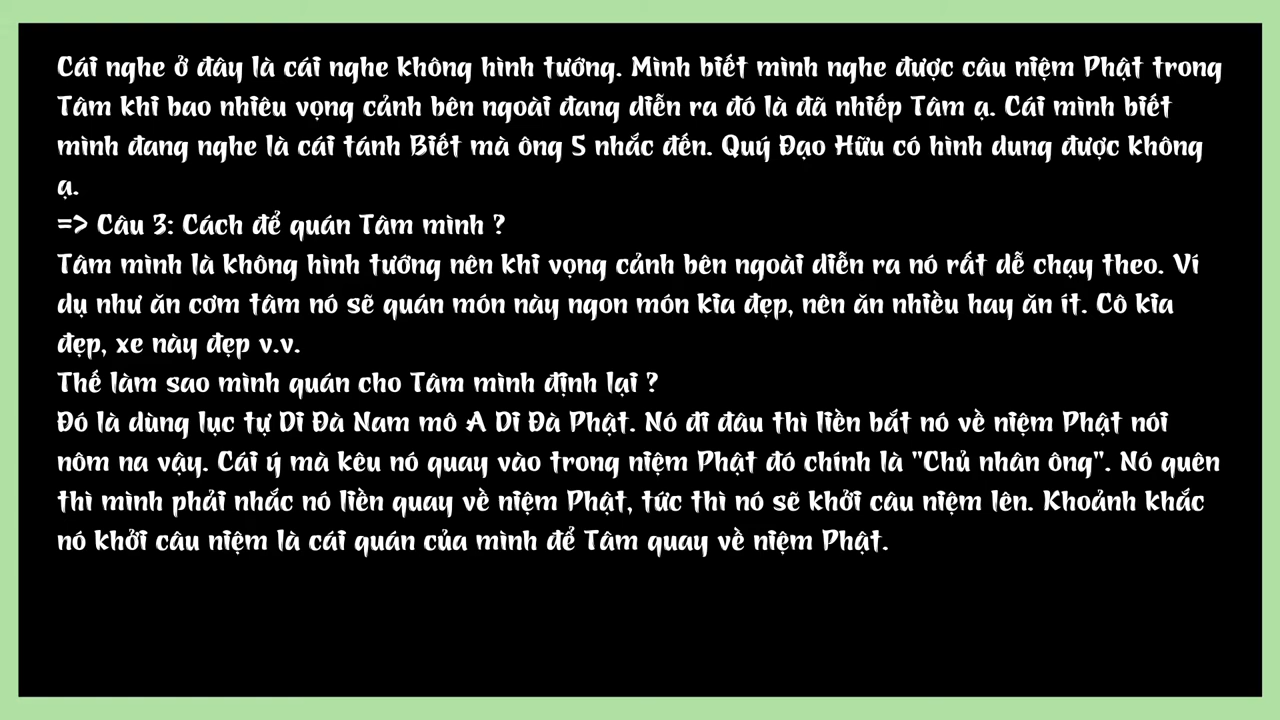 Cái nghe ở đây là cái nghe không hình tướng. Mình biết mình nghe được câu niệm Phật trong
Tâm khi bao nhiêu vọng cảnh bên ngoài đang diễn ra đó là đã nhiếp Tâm ạ. Cái mình biết
mình đang nghe là cái tánh Biết mà ông 5 nhắc đến. Quý Đạo Hữu có hình dung được không
ạ.
=> Câu 3: Cách để quán Tâm mình ?
Tâm mình là không hình tướng nên khi vọng cảnh bên ngoài diễn ra nó rất dễ chạy theo. Ví
dụ như ăn cơm tâm nó sẽ quán món này ngon món kia đẹp, nên ăn nhiều hay ăn ít. Cô kia
đẹp, xe này đẹp v.v.
Thế làm sao mình quán cho Tâm mình định lại ?
Đó là dùng lục tự Di Đà Nam mô A Di Đà Phật. Nó đi đâu thì liền bắt nó về niệm Phật nói
nôm na vậy. Cái ý mà kêu nó quay vào trong niệm Phật đó chính là "Chủ nhân ông". Nó quên
thì mình phải nhắc nó liền quay về niệm Phật, tức thì nó sẽ khởi câu niệm lên. Khoảnh khắc
nó khởi câu niệm là cái quán của mình để Tâm quay về niệm Phật.